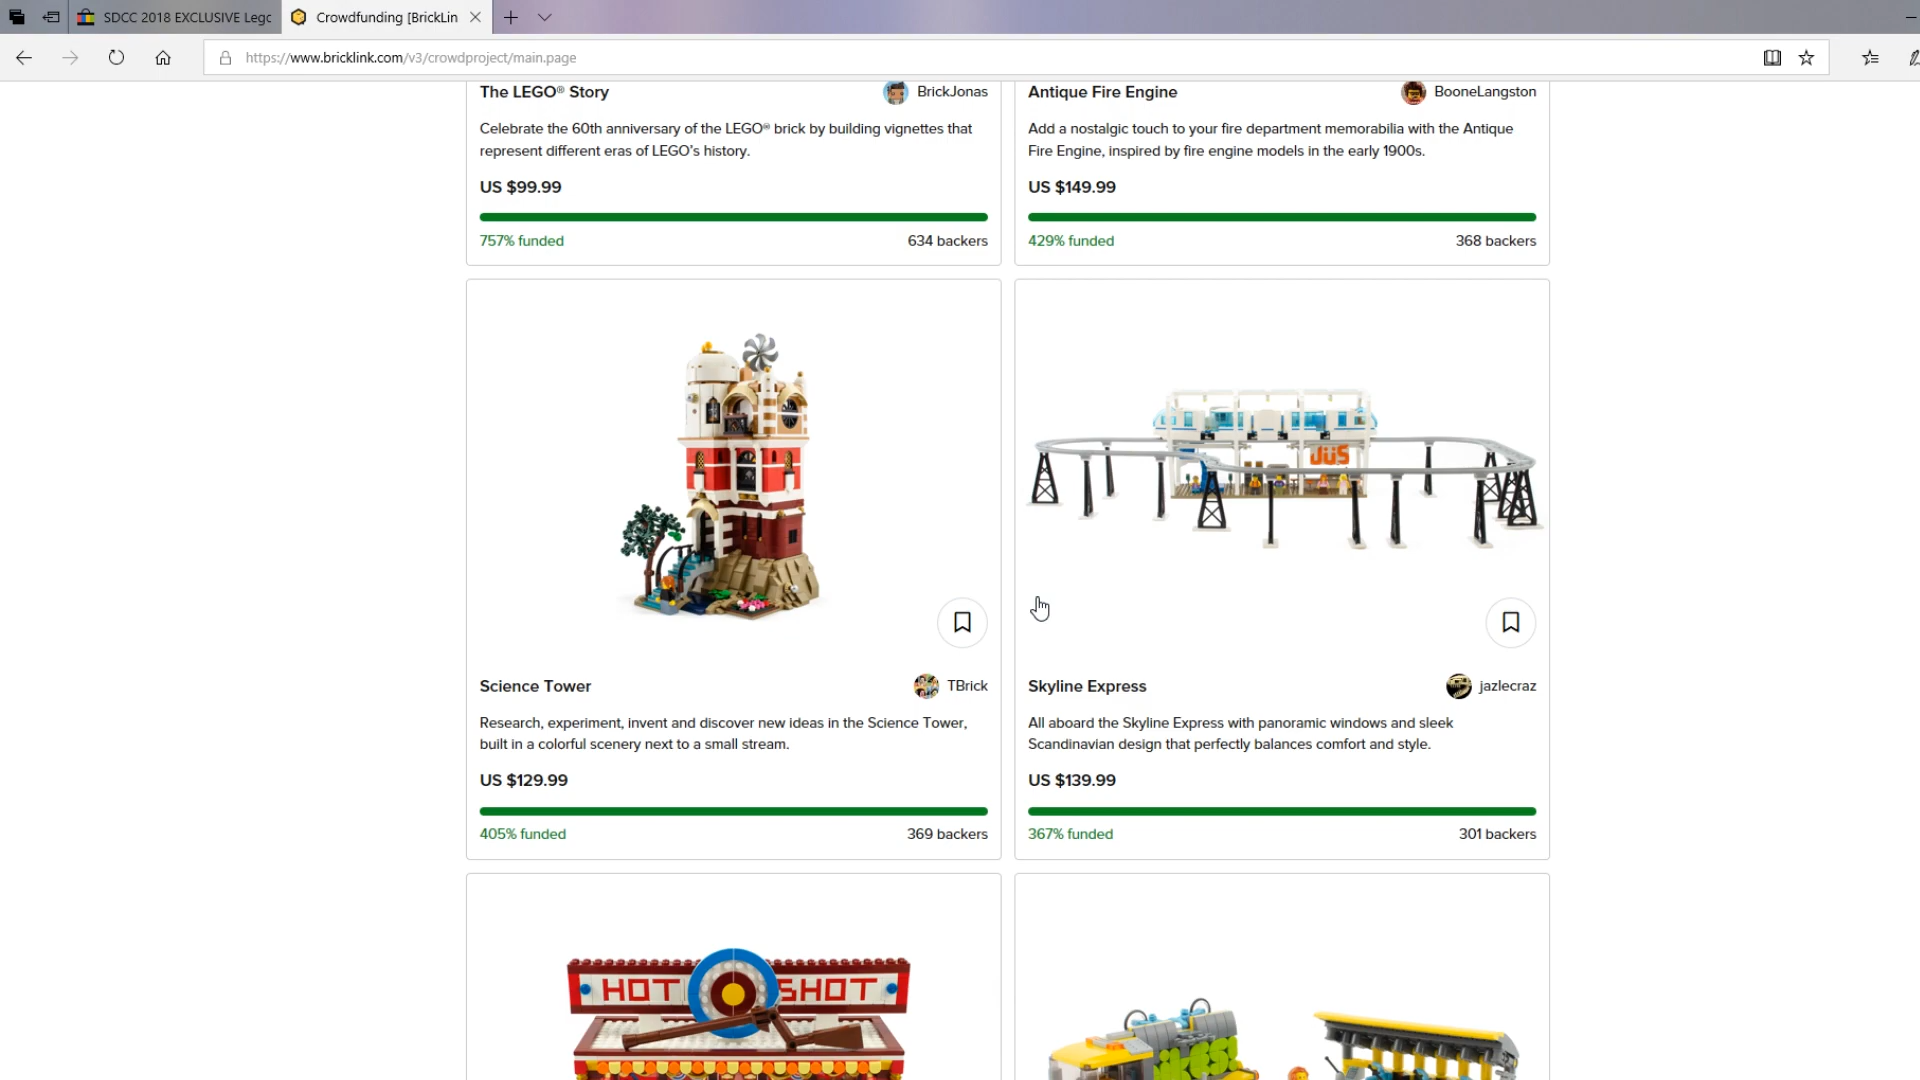 SDCC 2018 EXCLUSIVE Lego
Crowdfunding [BrickLin
https://www.bricklink.com/v3/crowdproject/main.page
The LEGO® Story
BrickJonas
Celebrate the 60th anniversary of the LEGO® brick by building vignettes that
represent different eras of LEGO's history.
US $99.99
757% funded
634 backers
Antique Fire Engine
BooneLangston
Add a nostalgic touch to your fire department memorabilia with the Antique
Fire Engine, inspired by fire engine models in the early 1900s.
US $149.99
429% funded
368 backers
JUS
Science Tower
TBrick
Research, experiment, invent and discover new ideas in the Science Tower,
built in a colorful scenery next to a small stream.
US $129.99
405% funded
369 backers
Skyline Express
jazlecraz
All aboard the Skyline Express with panoramic windows and sleek
Scandinavian design that perfectly balances comfort and style.
US $139.99
367% funded
301 backers
HOT SHOT